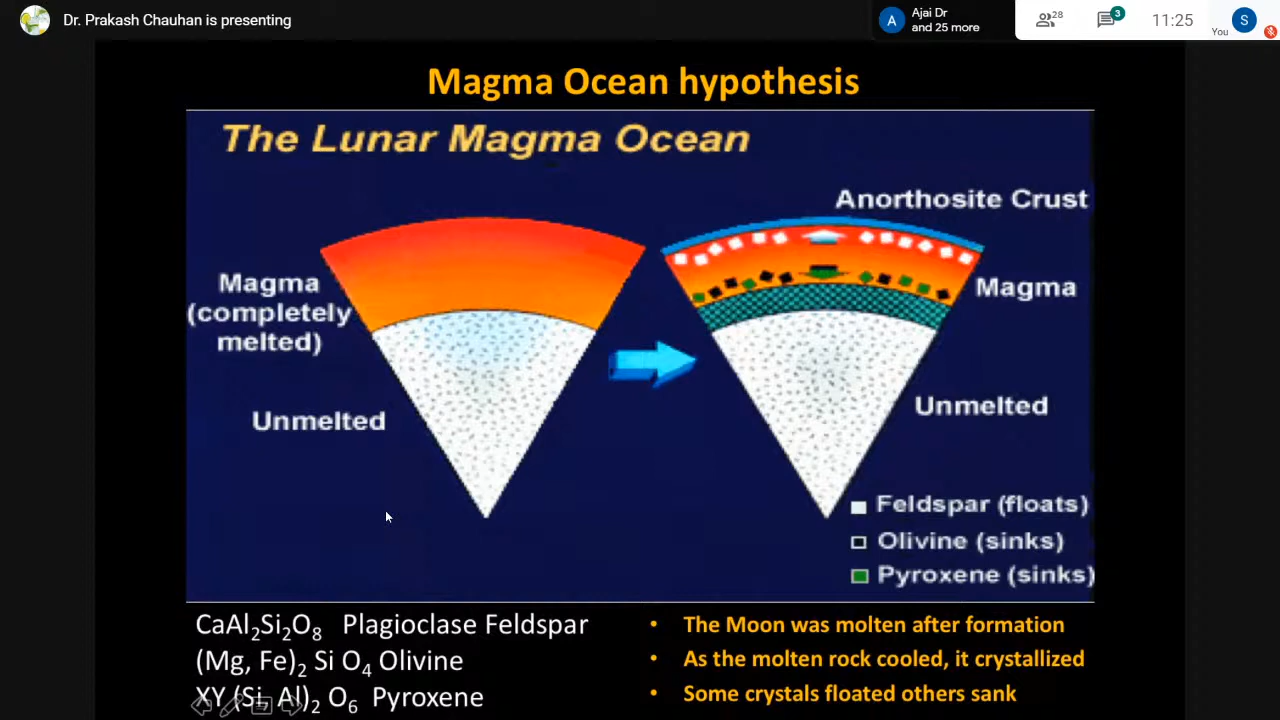 Dr. Prakash Chauhan is presenting
A
Ajai Dr
and 25 more
28
3
11:25
You
S
Magma Ocean hypothesis
The Lunar Magma Ocean
Anorthosite Crust
Magma
(completely
melted)
Magma
Unmelted
Unmelted
Feldspar (floats)
Olivine (sinks)
Pyroxene (sinks)
CaAl₂Si₂O₈ Plagioclase Feldspar
(Mg, Fe)₂ Si O₄ Olivine
XY (Si, Al)₂ O₆ Pyroxene
• The Moon was molten after formation
• As the molten rock cooled, it crystallized
• Some crystals floated others sank